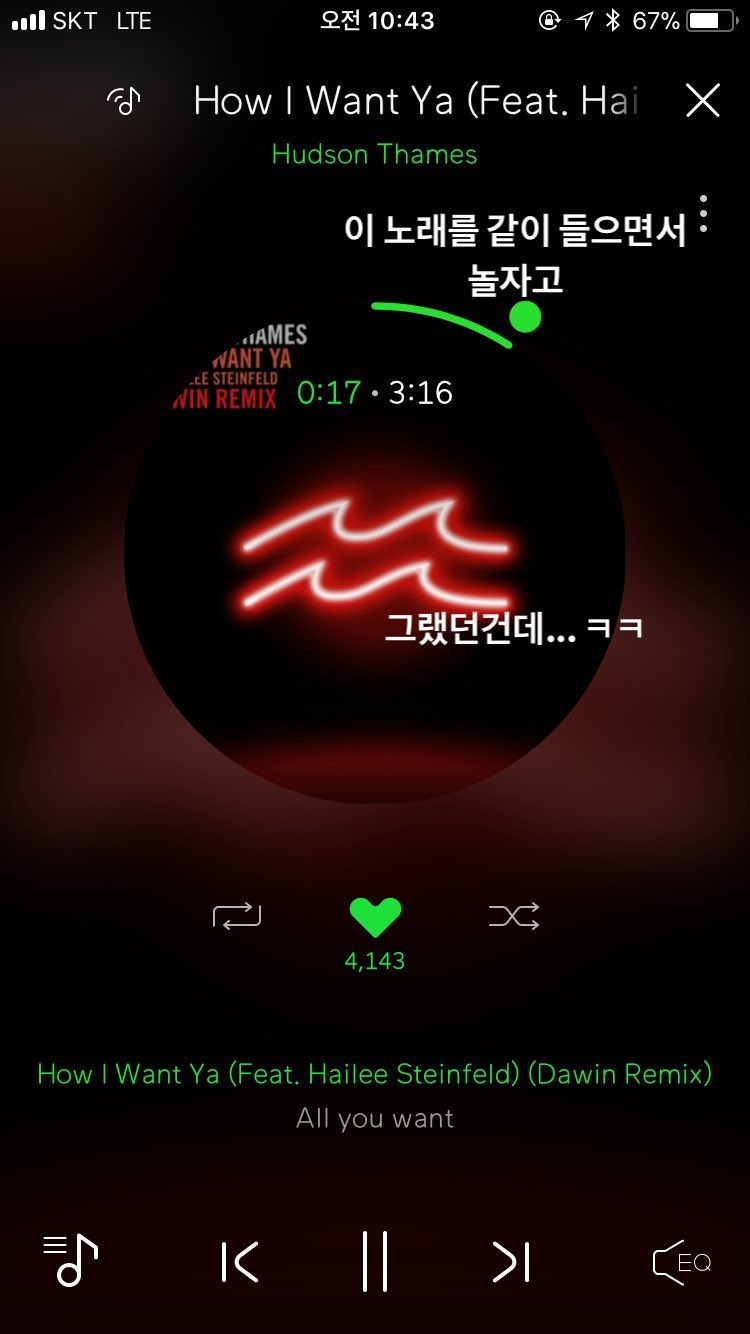 SKT LTE 오전 10:43 67%
How I Want Ya (Feat. Hai
Hudson Thames
이 노래를 같이 들으면서
놀자고
HAMES
WANT YA
LEE STEINFELD
WIN REMIX
0:17 • 3:16
그랬던건데... ㅋㅋ
4,143
How I Want Ya (Feat. Hailee Steinfeld) (Dawin Remix)
All you want
EQ